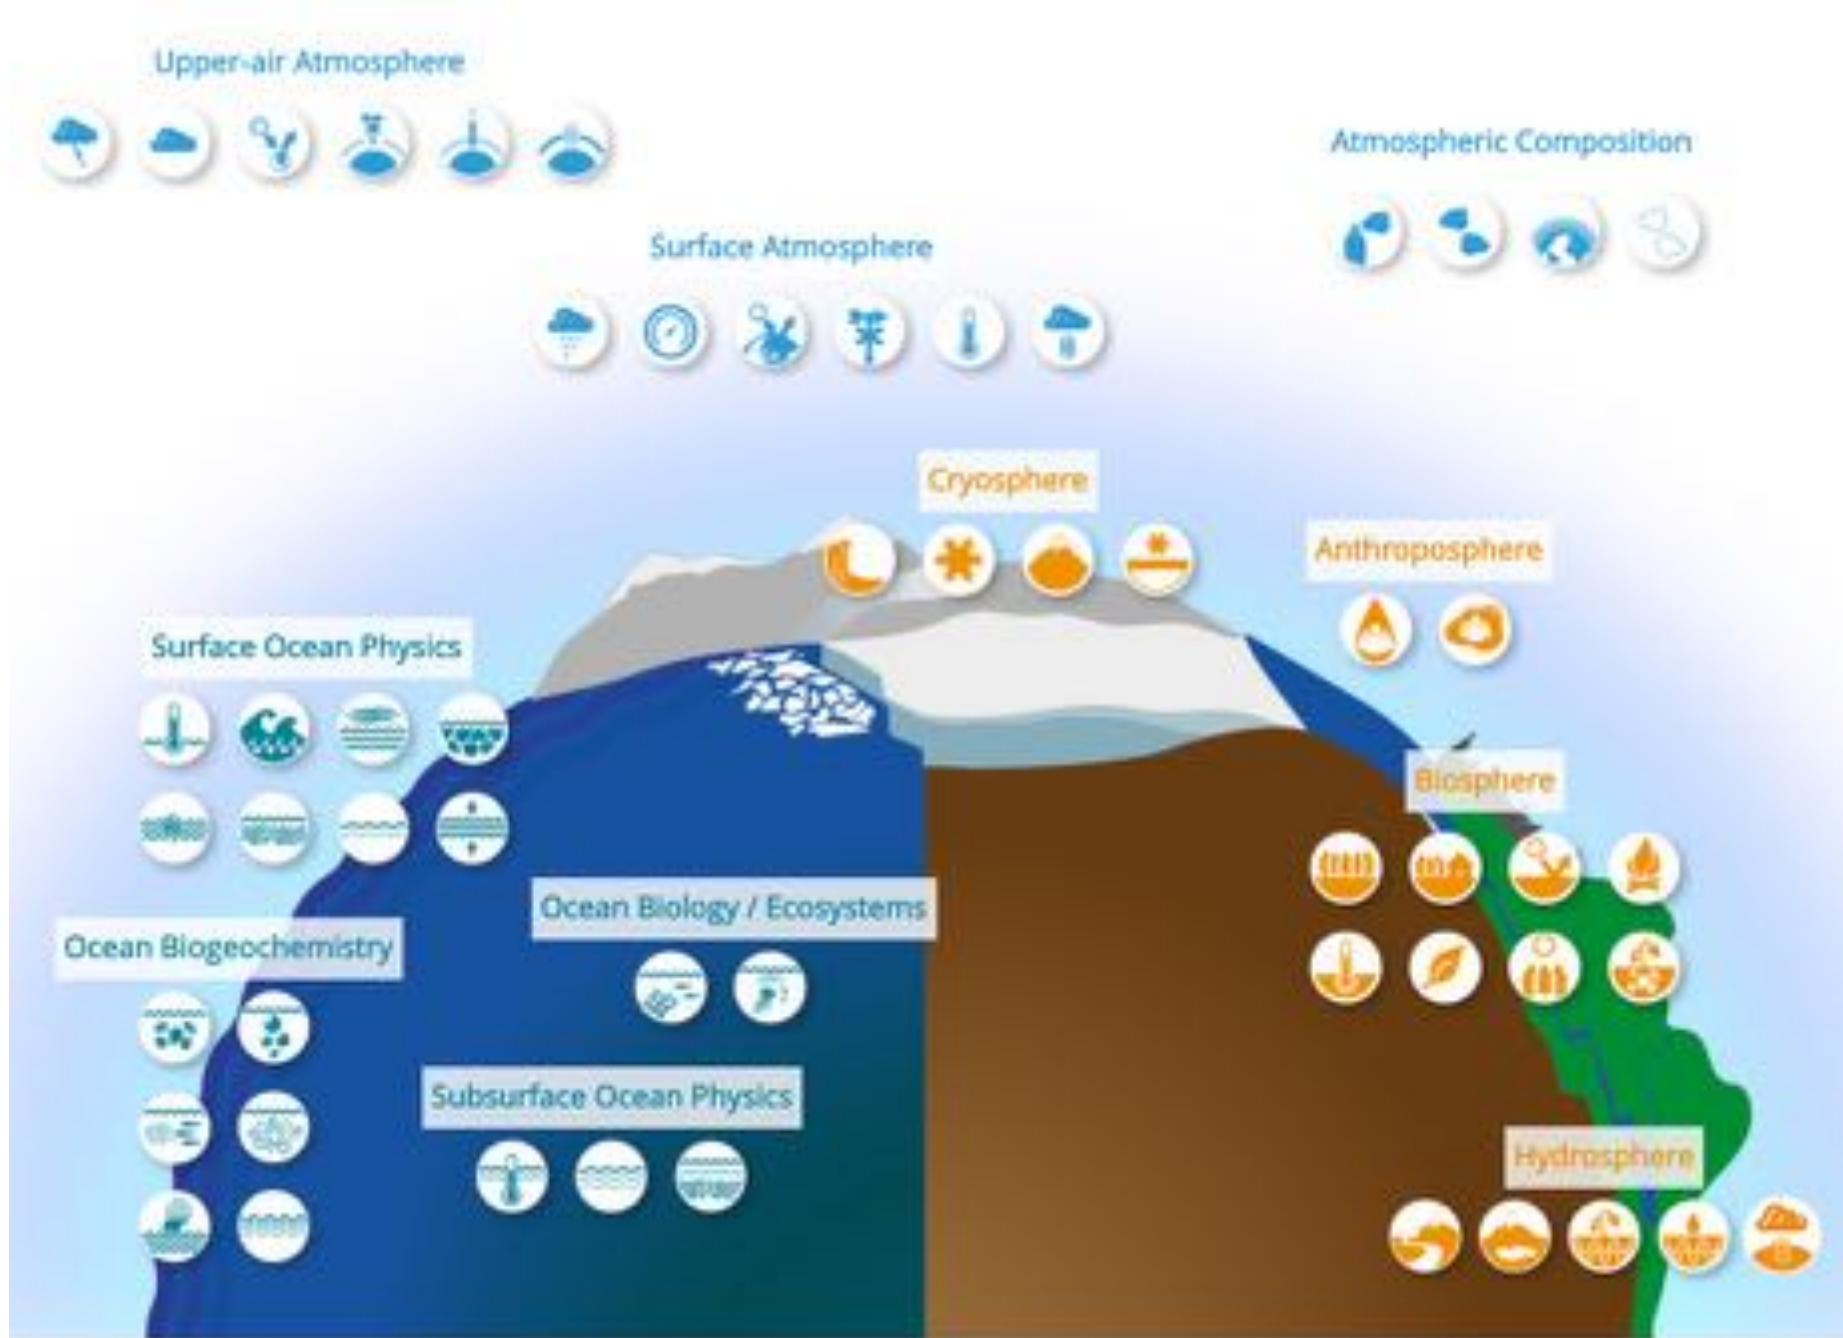 Upper-air Atmosphere
Atmospheric Composition
Surface Atmosphere
Cryosphere
Anthroposphere
Surface Ocean Physics
Biosphere
Ocean Biology / Ecosystems
Ocean Biogeochemistry
Subsurface Ocean Physics
Hydrosphere